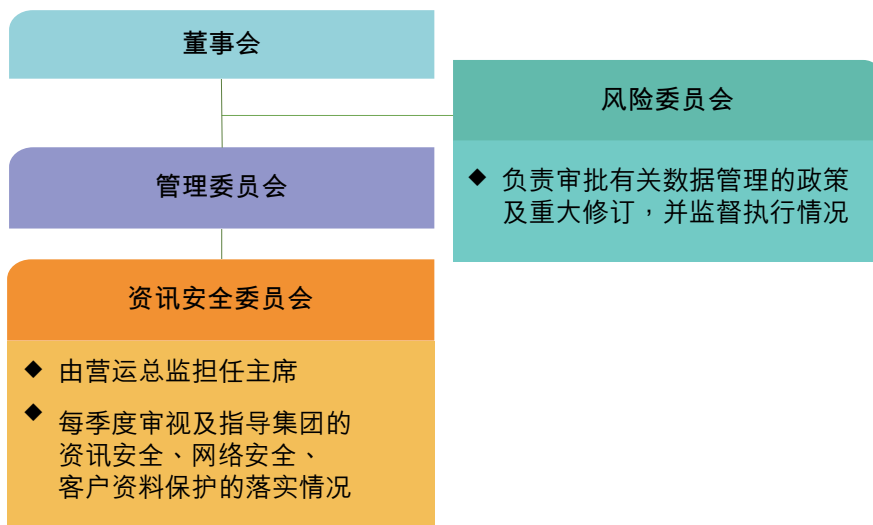 董事会
风险委员会
◆ 负责审批有关数据管理的政策
及重大修订，并监督执行情况
管理委员会
资讯安全委员会
◆ 由营运总监担任主席
◆ 每季度审视及指导集团的
资讯安全、网络安全、
客户资料保护的落实情况